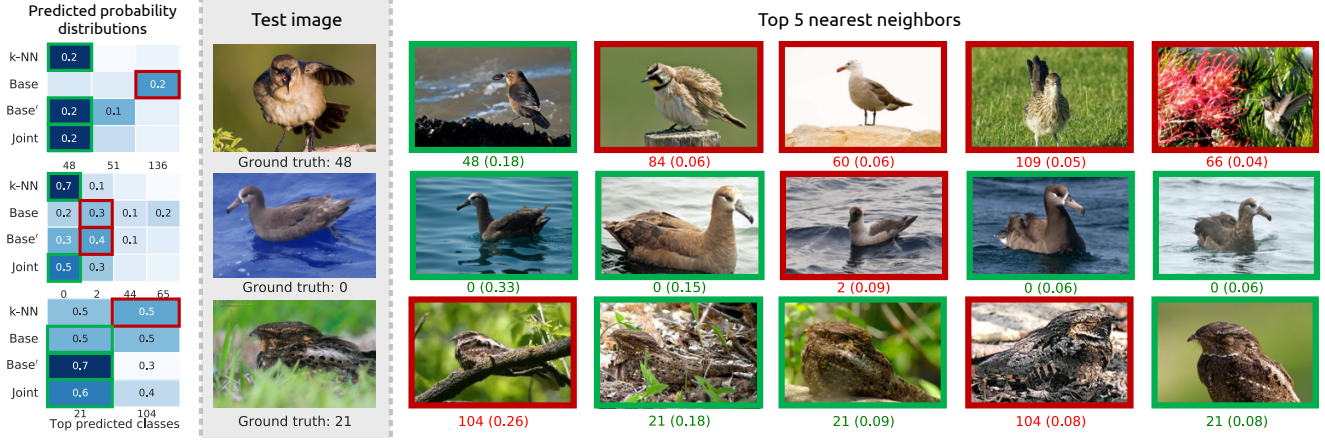 Predicted probability
distributions
Test image
Top 5 nearest neighbors
k-NN 0.2
Base 0.2
Base′ 0.2 0.1
Joint 0.2
48 51 136
Ground truth: 48
48 (0.18) 84 (0.06) 60 (0.06) 109 (0.05) 66 (0.04)
k-NN 0.7 0.1
Base 0.2 0.3 0.1 0.2
Base′ 0.3 0.4 0.1
Joint 0.5 0.3
0 2 44 65
Ground truth: 0
0 (0.33) 0 (0.15) 2 (0.09) 0 (0.06) 0 (0.06)
k-NN 0.5 0.5
Base 0.5 0.5
Base′ 0.7 0.3
Joint 0.6 0.4
21 104
Top predicted classes
Ground truth: 21
104 (0.26) 21 (0.18) 21 (0.09) 104 (0.08) 21 (0.08)